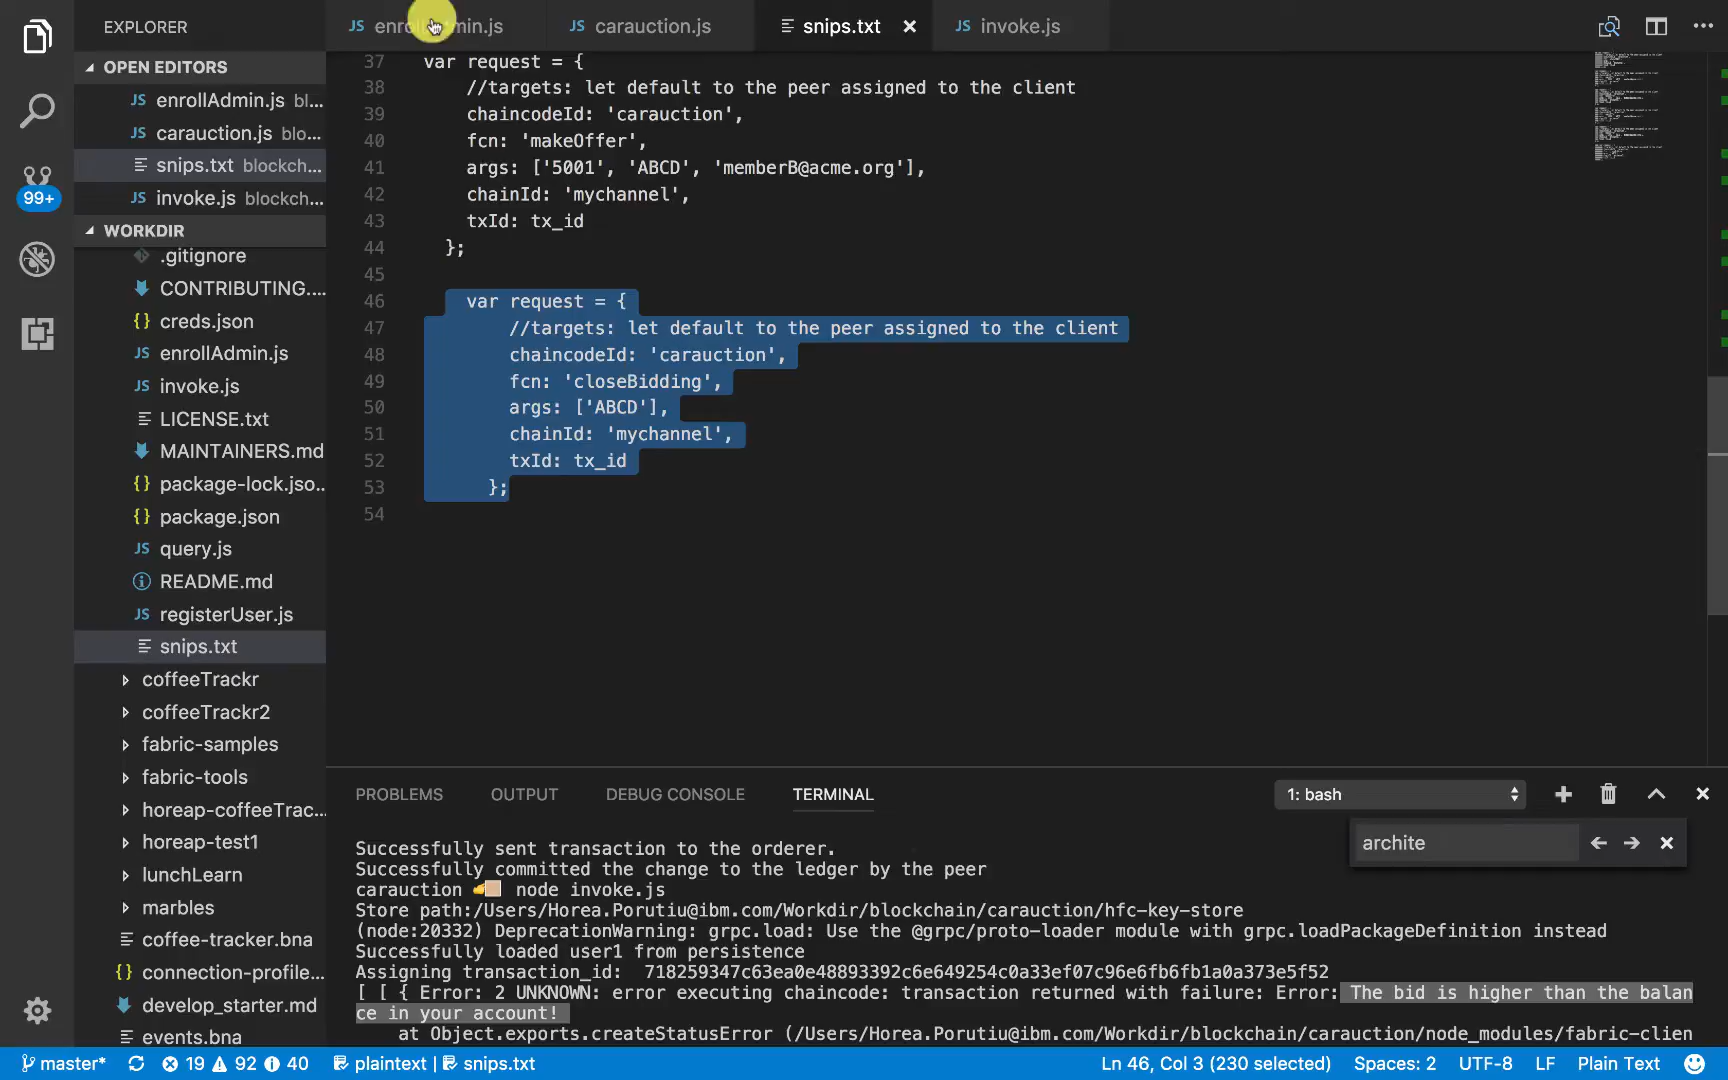 EXPLORER
OPEN EDITORS
JS enrollAdmin.js bl...
JS carauction.js blo...
snips.txt blockch...
JS invoke.js blockch...
WORKDIR
.gitignore
CONTRIBUTING....
{} creds.json
JS enrollAdmin.js
JS invoke.js
LICENSE.txt
MAINTAINERS.md
{} package-lock.jso...
{} package.json
JS query.js
README.md
JS registerUser.js
snips.txt
coffeeTrackr
coffeeTrackr2
fabric-samples
fabric-tools
horeap-coffeeTrac...
horeap-test1
lunchLearn
marbles
coffee-tracker.bna
{} connection-profile...
develop_starter.md
events.bna
99+
JS enrollAdmin.js
JS carauction.js
snips.txt
JS invoke.js
37 var request = {
38 //targets: let default to the peer assigned to the client
39 chaincodeId: 'carauction',
40 fcn: 'makeOffer',
41 args: ['5001', 'ABCD', 'memberB@acme.org'],
42 chainId: 'mychannel',
43 txId: tx_id
44 };
45
46 var request = {
47 //targets: let default to the peer assigned to the client
48 chaincodeId: 'carauction',
49 fcn: 'closeBidding',
50 args: ['ABCD'],
51 chainId: 'mychannel',
52 txId: tx_id
53 };
54
PROBLEMS OUTPUT DEBUG CONSOLE TERMINAL 1: bash
archite
Successfully sent transaction to the orderer.
Successfully committed the change to the ledger by the peer
carauction 👉🏼 node invoke.js
Store path:/Users/Horea.Porutiu@ibm.com/Workdir/blockchain/carauction/hfc-key-store
(node:20332) DeprecationWarning: grpc.load: Use the @grpc/proto-loader module with grpc.loadPackageDefinition instead
Successfully loaded user1 from persistence
Assigning transaction_id: 718259347c63ea0e48893392c6e649254c0a33ef07c96e6fb6fb1a0a373e5f52
[ [ { Error: 2 UNKNOWN: error executing chaincode: transaction returned with failure: Error: The bid is higher than the balan
ce in your account!
at Object.exports.createStatusError (/Users/Horea.Porutiu@ibm.com/Workdir/blockchain/carauction/node_modules/fabric-clien
master* 19 92 40 plaintext | snips.txt Ln 46, Col 3 (230 selected) Spaces: 2 UTF-8 LF Plain Text